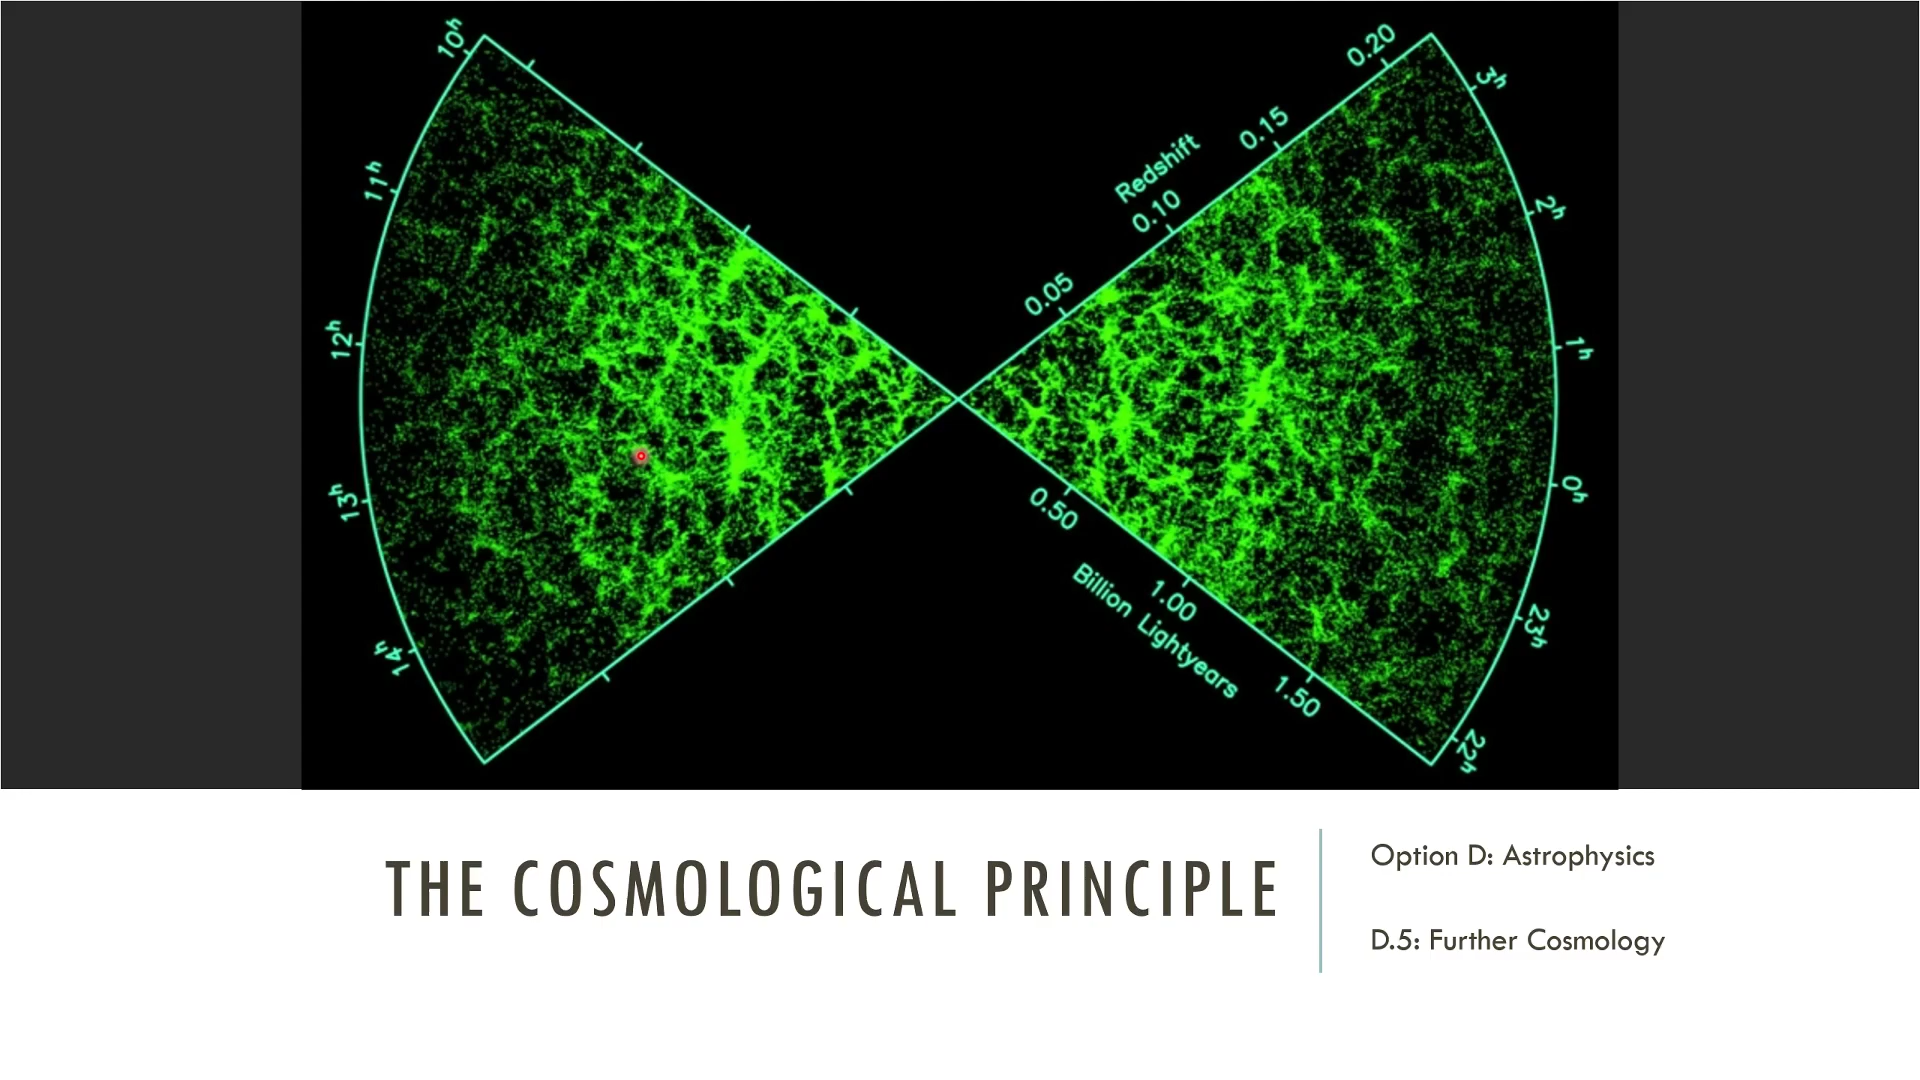 10h
11h
12h
13h
14h
0.20
0.15
Redshift
0.10
0.05
3h
2h
1h
0h
23h
22h
0.50
Billion Lightyears
1.00
1.50
THE COSMOLOGICAL PRINCIPLE
Option D: Astrophysics
D.5: Further Cosmology